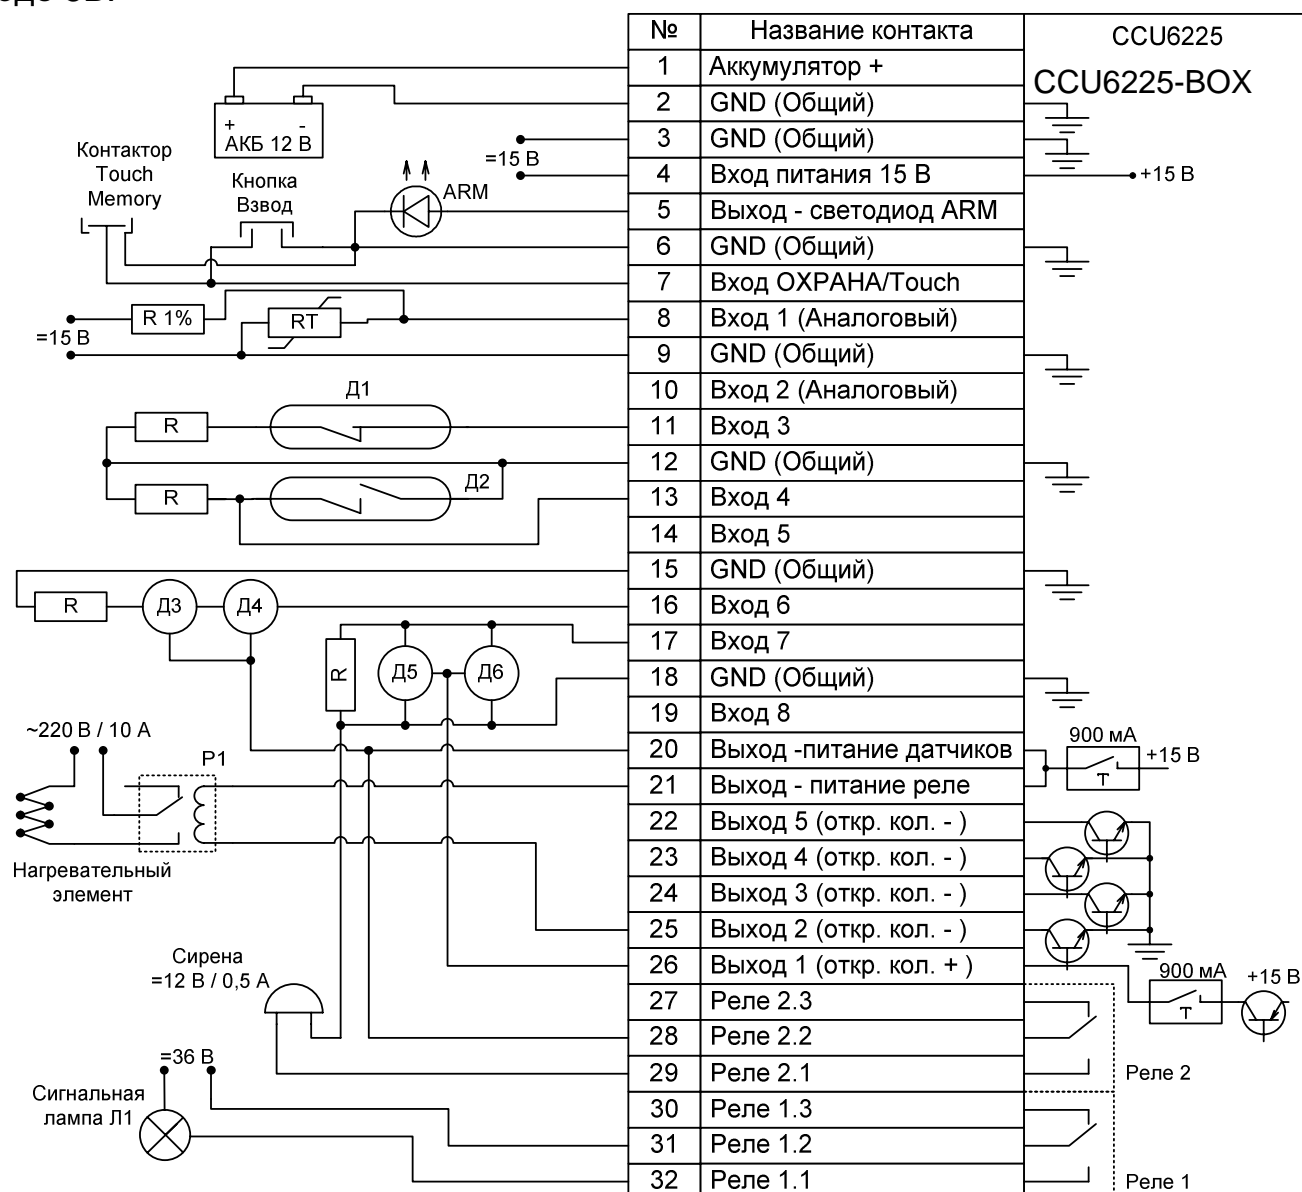 № Название контакта CCU6225
1 Аккумулятор + CCU6225-BOX
2 GND (Общий)
+ -
АКБ 12 В
3 GND (Общий)
=15 В
4 Вход питания 15 В +15 В
Контактор
Touch
Memory
Кнопка
Взвод
ARM
5 Выход - светодиод ARM
6 GND (Общий)
7 Вход ОХРАНА/Touch
R 1% RT
=15 В
8 Вход 1 (Аналоговый)
9 GND (Общий)
10 Вход 2 (Аналоговый)
Д1
R
11 Вход 3
12 GND (Общий)
R Д2
13 Вход 4
14 Вход 5
15 GND (Общий)
R Д3 Д4
16 Вход 6
17 Вход 7
R Д5 Д6
18 GND (Общий)
19 Вход 8
~220 В / 10 А
P1
20 Выход -питание датчиков
900 мА
+15 В
T
21 Выход - питание реле
22 Выход 5 (откр. кол. - )
23 Выход 4 (откр. кол. - )
Нагревательный
элемент
24 Выход 3 (откр. кол. - )
25 Выход 2 (откр. кол. - )
26 Выход 1 (откр. кол. + )
900 мА +15 В
T
Сирена
=12 В / 0,5 А
27 Реле 2.3
28 Реле 2.2
29 Реле 2.1 Реле 2
=36 В
Сигнальная
лампа Л1
30 Реле 1.3
31 Реле 1.2
32 Реле 1.1 Реле 1